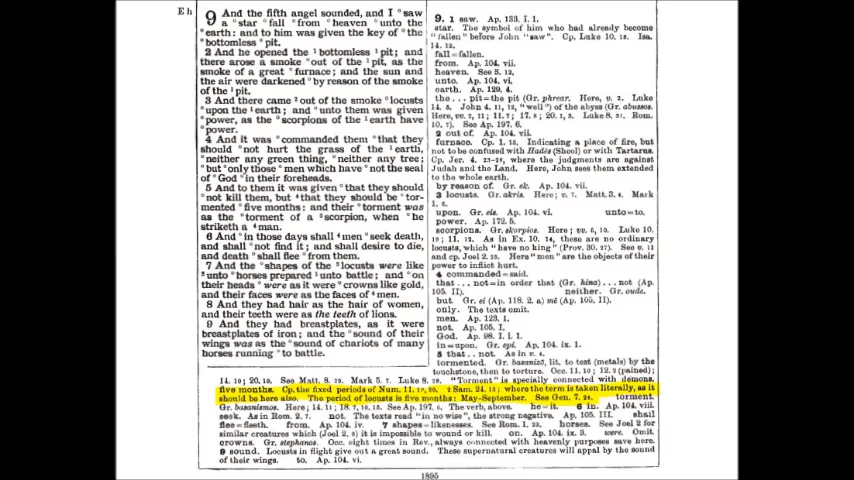 E h
9 And the fifth angel sounded, and I °saw
a °star °fall °from °heaven °unto the
°earth: and to him was given the key of °the
°bottomless °pit.
2 And he opened the ¹bottomless ¹pit; and
there arose a smoke °out of the ¹pit, as the
smoke of a great °furnace; and the sun and
the air were darkened °by reason of the smoke
of the ¹pit.
3 And there came ²out of the smoke °locusts
°upon the ¹earth; and °unto them was given
°power, as the °scorpions of the ¹earth have
°power.
4 And it was °commanded them °that they
should °not hurt the grass of the ¹earth,
°neither any green thing, °neither any tree;
°but °only those °men which have °not the seal
of °God °in their foreheads.
5 And to them it was given °that they should
°not kill them, but ⁴that they should be °tor-
mented °five months: and their °torment was
as the °torment of a ³scorpion, when °he
striketh a ⁴man.
6 And °in those days shall ⁴men °seek death,
and shall °not find it; and shall desire to die,
and death °shall flee °from them.
7 And the °shapes of the ³locusts were like
³unto °horses prepared ¹unto battle; and °on
their heads °were as it were °crowns like gold,
and their faces were as the faces of ⁴men.
8 And they had hair as the hair of women,
and their teeth were as the teeth of lions.
9 And they had breastplates, as it were
breastplates of iron; and the °sound of their
wings was as the °sound of chariots of many
horses running °to battle.
9. 1 saw. Ap. 133. I. 1.
star. The symbol of him who had already become
"fallen" before John "saw". Cp. Luke 10. 18. Isa.
14. 12.
fall=fallen.
from. Ap. 104. vii.
heaven. See 3. 12.
unto. Ap. 104. vi.
earth. Ap. 129. 4.
the . . . pit=the pit (Gr. phrear. Here, v. 2. Luke
14. 5. John 4. 11, 12, "well") of the abyss (Gr. abussos.
Here, vv. 2, 11; 11. 7; 17. 8; 20. 1, 3. Luke 8. 31. Rom.
10. 7). See Ap. 197. 6.
2 out of. Ap. 104. vii.
furnace. Cp. 1. 15. Indicating a place of fire, but
not to be confused with Hadēs (Sheol) or with Tartarus.
Cp. Jer. 4. 23-28, where the judgments are against
Judah and the Land. Here, John sees them extended
to the whole earth.
by reason of. Gr. ek. Ap. 104. vii.
3 locusts. Gr. akris. Here; v. 7. Matt. 3. 4. Mark
1. 6.
upon. Gr. eis. Ap. 104. vi. unto=to.
power. Ap. 172. 5.
scorpions. Gr. skorpios. Here; vv. 5, 10. Luke 10.
19; 11. 12. As in Ex. 10. 14, these are no ordinary
locusts, which "have no king" (Prov. 30. 27). See v. 11
and cp. Joel 2. 25. Here "men" are the objects of their
power to inflict hurt.
4 commanded=said.
that . . . not=in order that (Gr. hina) . . . not (Ap.
105. II). neither. Gr. oude.
but. Gr. ei (Ap. 118. 2. a) mē (Ap. 105. II).
only. The texts omit.
men. Ap. 123. 1.
not. Ap. 105. I.
God. Ap. 98. I. i. 1.
in=upon. Gr. epi. Ap. 104. ix. 1.
5 that . . not. As in v. 4.
tormented. Gr. basanizō, lit. to test (metals) by the
touchstone, then to torture. Occ. 11. 10; 12. 2 (pained);
14. 10; 20. 10. See Matt. 8. 29. Mark 5. 7. Luke 8. 28. "Torment" is specially connected with demons.
five months. Cp. the fixed periods of Num. 11. 19, 20. 2 Sam. 24. 13; where the term is taken literally, as it
should be here also. The period of locusts is five months: May-September. See Gen. 7. 24. torment.
Gr. basanismos. Here; 14. 11; 18. 7, 10, 15. See Ap. 197. 6. The verb, above. he=it. 6 in. Ap. 104. viii.
seek. As in Rom. 2. 7. not. The texts read "in no wise", the strong negative, Ap. 105. III. shall
flee=fleeth. from. Ap. 104. iv. 7 shapes=likenesses. See Rom. 1. 23. horses. See Joel 2 for
similar creatures which (Joel 2. 8) it is impossible to wound or kill. on. Ap. 104. ix. 3. were. Omit.
crowns. Gr. stephanos. Occ. eight times in Rev., always connected with heavenly purposes save here.
9 sound. Locusts in flight give out a great sound. These supernatural creatures will appal by the sound
of their wings. to. Ap. 104. vi.
1895